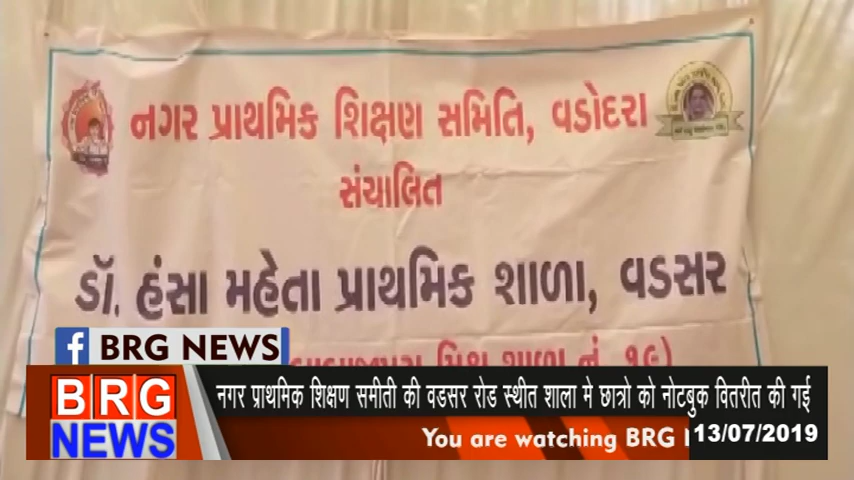 નગર પ્રાથમિક શિક્ષણ સમિતિ, વડોદરા
સંચાલિત
ડૉ. હંસા મહેતા પ્રાથમિક શાળા, વડસર
મિશ્ર શાળા નં. ૧૯)
f BRG NEWS
BRG
NEWS
नगर प्राथमिक शिक्षण समीती की वडसर रोड स्थीत शाला मे छात्रो को नोटबुक वितरीत की गई
You are watching BRG
13/07/2019